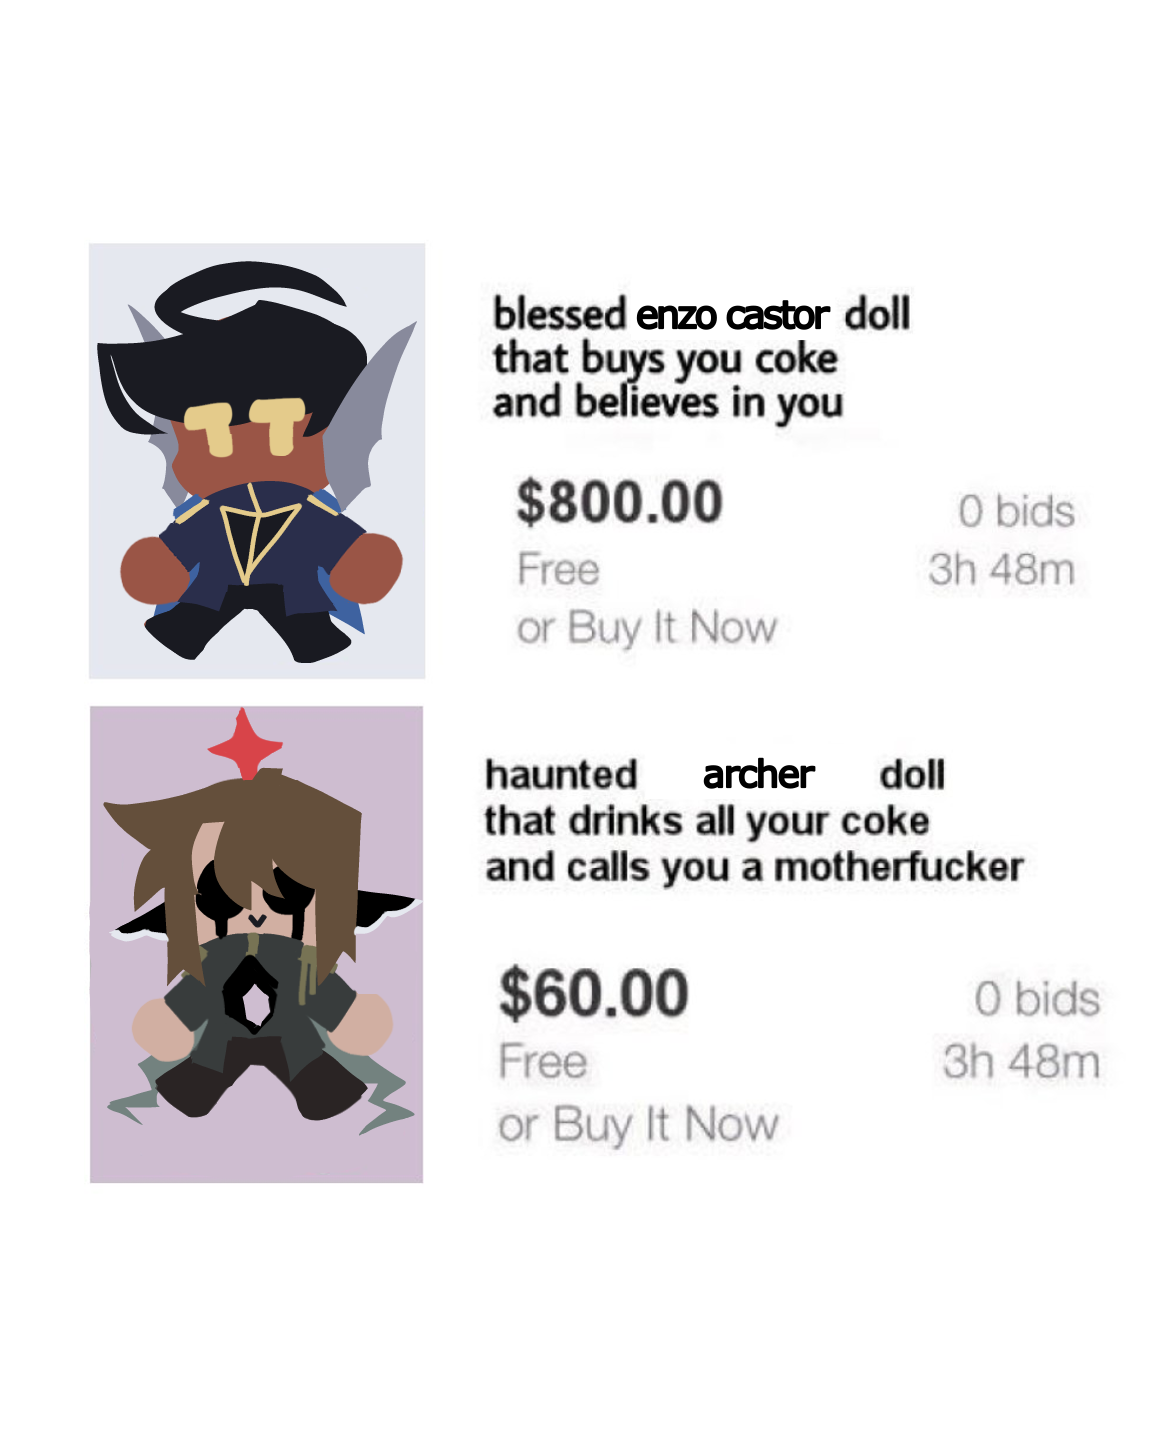 blessed enzo castor doll
that buys you coke
and believes in you
$800.00 0 bids
Free 3h 48m
or Buy It Now
haunted archer doll
that drinks all your coke
and calls you a motherfucker
$60.00 0 bids
Free 3h 48m
or Buy It Now